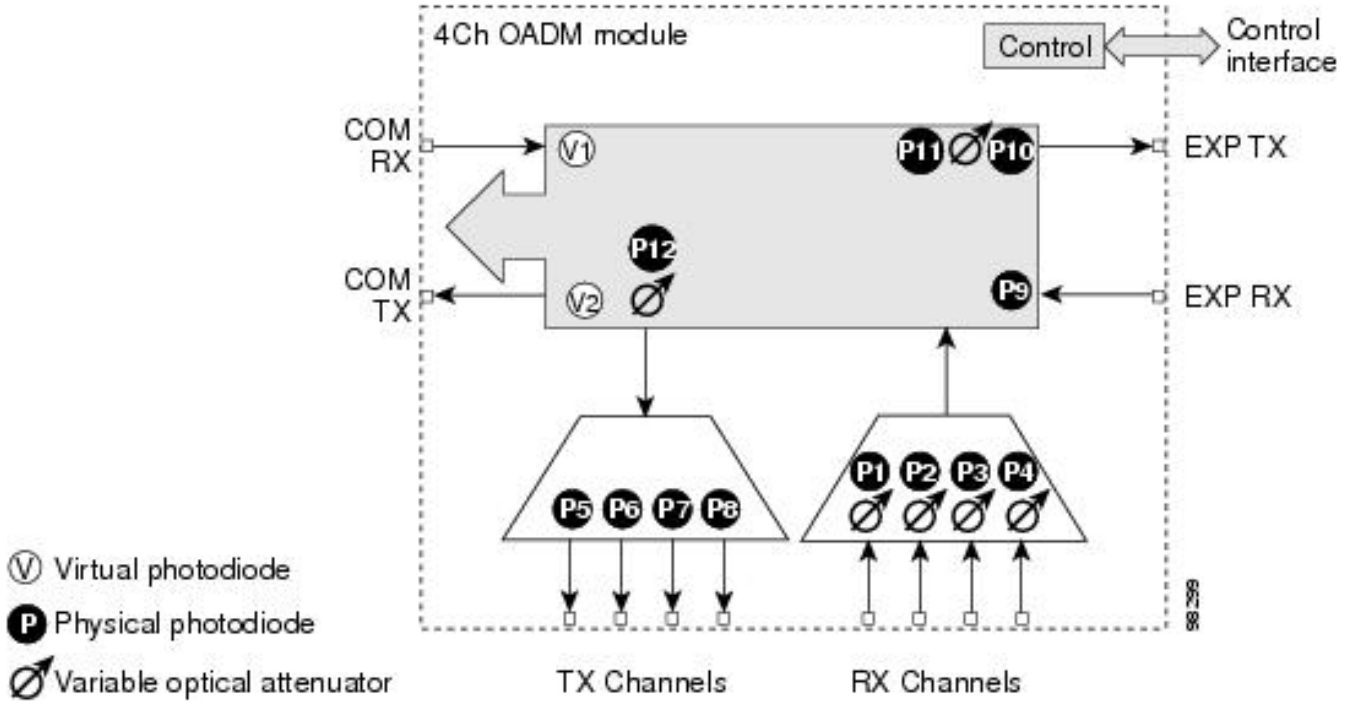 4Ch OADM module
Control
Control
interface
COM
RX
V1
P11
P10
EXP TX
P12
COM
TX
V2
P9
EXP RX
P1
P2
P3
P4
P5
P6
P7
P8
V Virtual photodiode
P Physical photodiode
Variable optical attenuator
TX Channels
RX Channels
98299